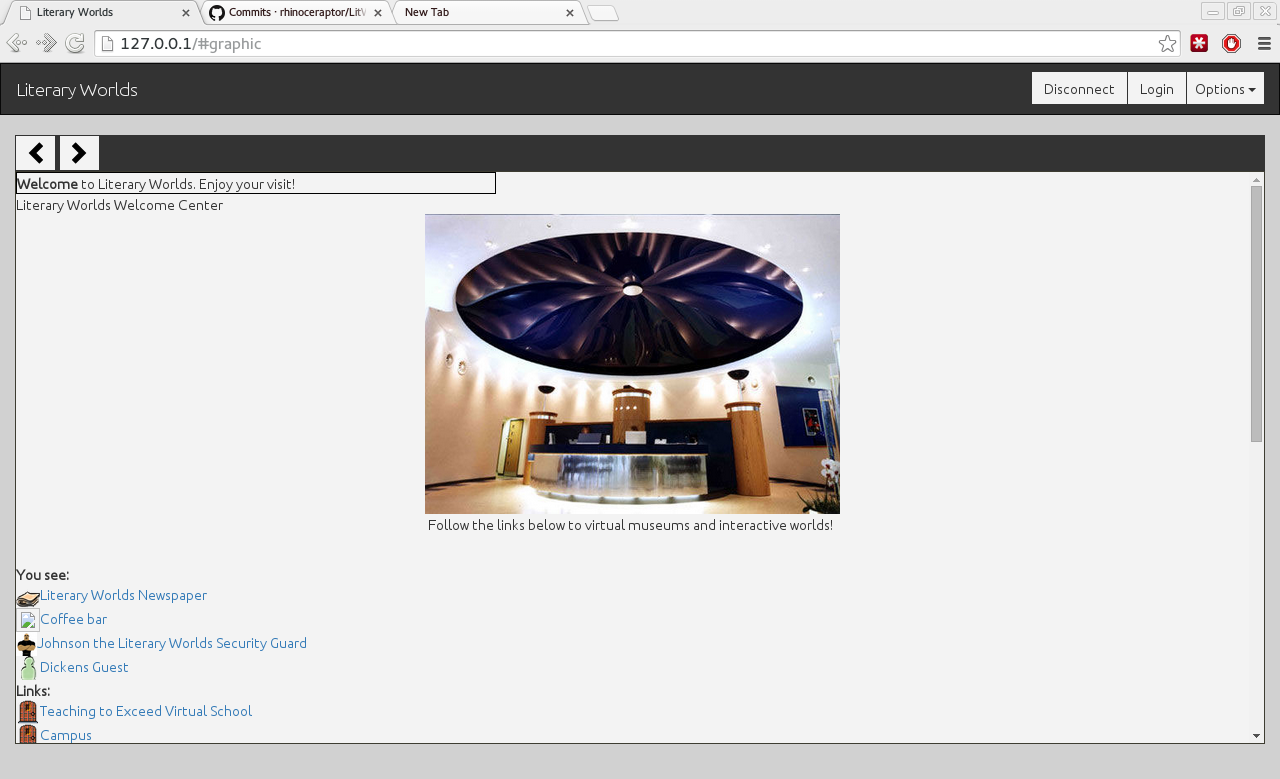 Literary Worlds
Commits · rhinoceraptor/Lit
New Tab
127.0.0.1/#graphic
Literary Worlds
Disconnect
Login
Options
Welcome to Literary Worlds. Enjoy your visit!
Literary Worlds Welcome Center
Follow the links below to virtual museums and interactive worlds!
You see:
Literary Worlds Newspaper
Coffee bar
Johnson the Literary Worlds Security Guard
Dickens Guest
Links:
Teaching to Exceed Virtual School
Campus